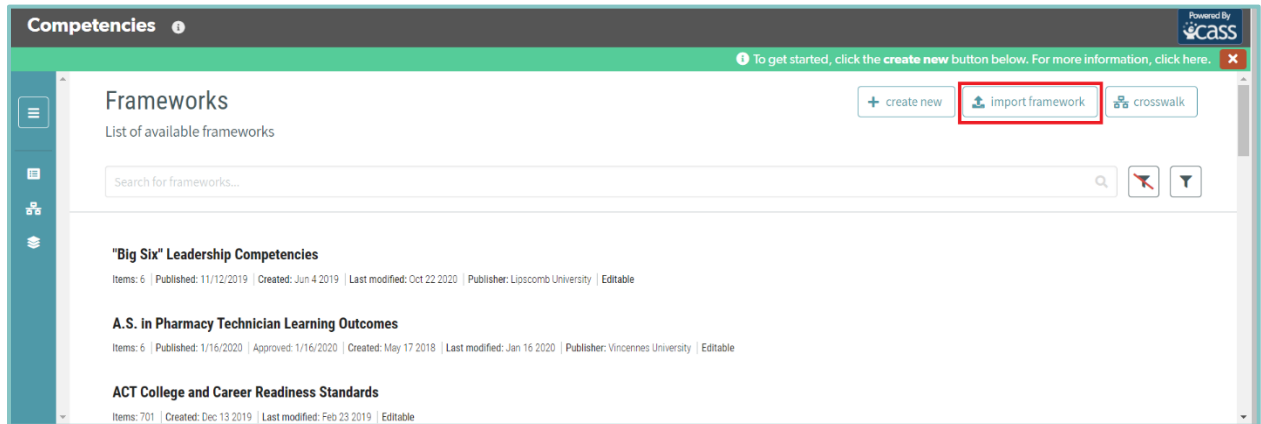 Competencies
Powered By
cass
To get started, click the create new button below. For more information, click here.
Frameworks
create new
import framework
crosswalk
List of available frameworks
Search for frameworks...
"Big Six" Leadership Competencies
Items: 6 | Published: 11/12/2019 | Created: Jun 4 2019 | Last modified: Oct 22 2020 | Publisher: Lipscomb University | Editable
A.S. in Pharmacy Technician Learning Outcomes
Items: 6 | Published: 1/16/2020 | Approved: 1/16/2020 | Created: May 17 2018 | Last modified: Jan 16 2020 | Publisher: Vincennes University | Editable
ACT College and Career Readiness Standards
Items: 701 | Created: Dec 13 2019 | Last modified: Feb 23 2019 | Editable